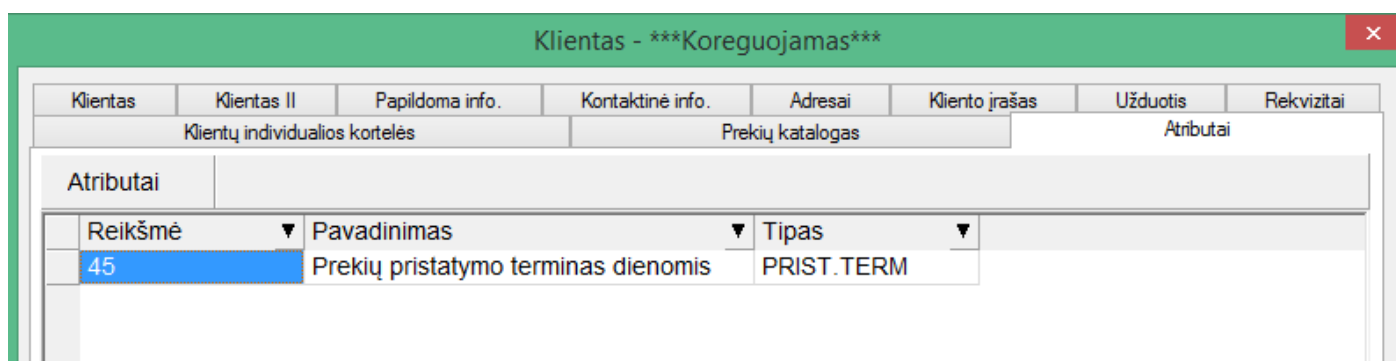 Klientas - ***Koreguojamas***
Klientas Klientas II Papildoma info. Kontaktinė info. Adresai Kliento įrašas Užduotis Rekvizitai
Klientų individualios kortelės Prekių katalogas Atributai
Atributai
Reikšmė Pavadinimas Tipas
45 Prekių pristatymo terminas dienomis PRIST.TERM